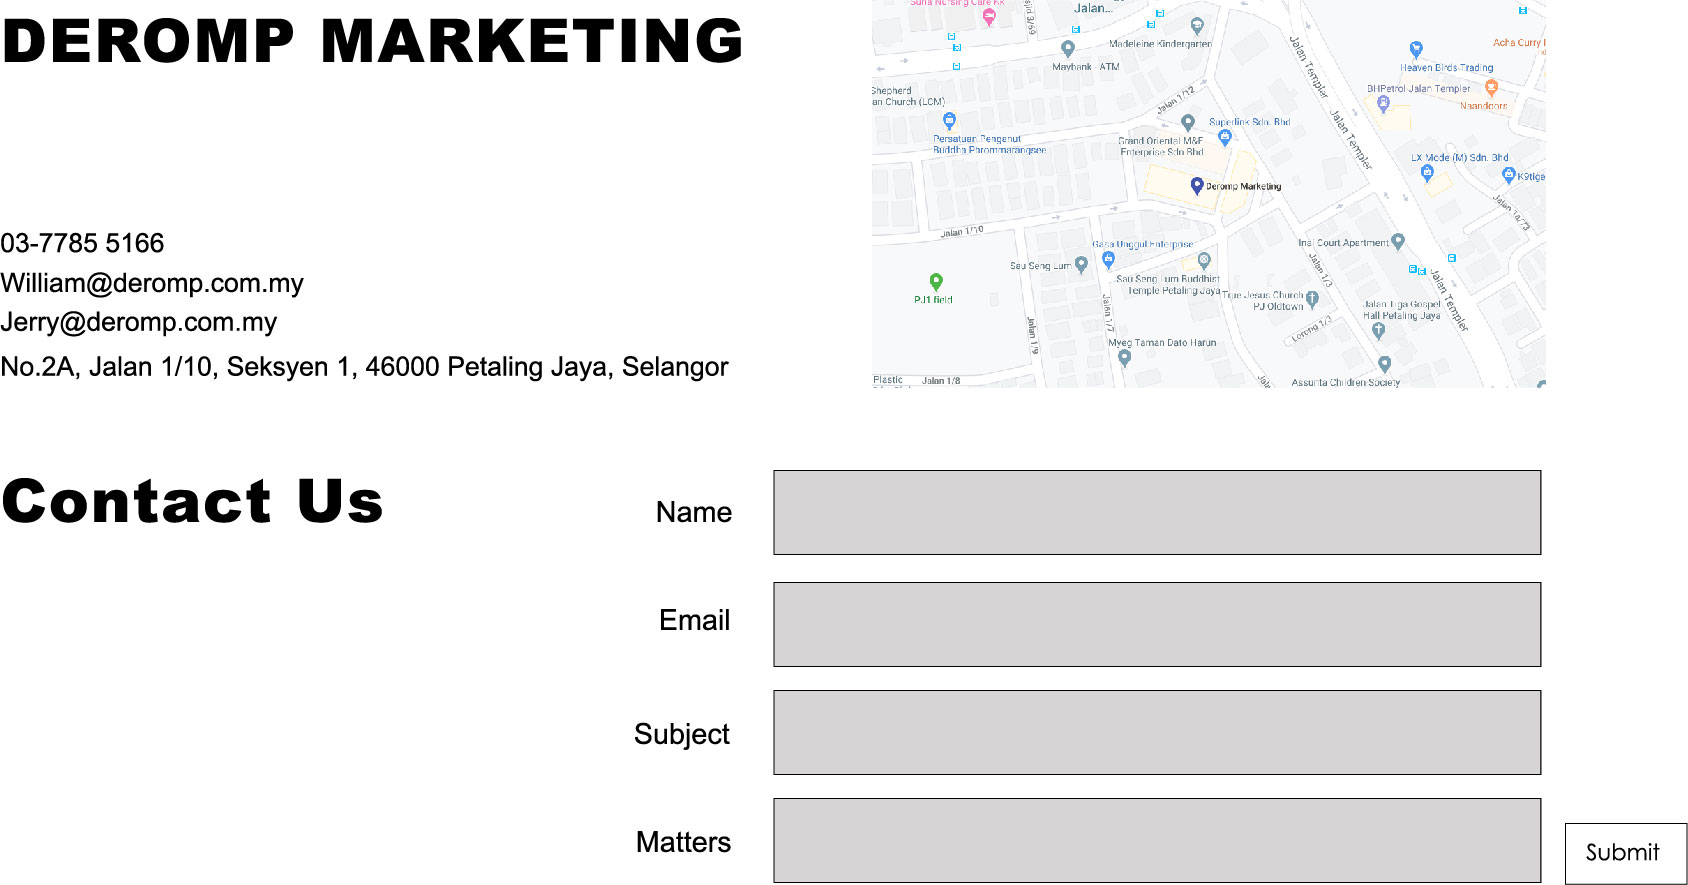 DEROMP MARKETING
03-7785 5166
William@deromp.com.my
Jerry@deromp.com.my
No.2A, Jalan 1/10, Seksyen 1, 46000 Petaling Jaya, Selangor
Suria Nursing Care KK
Jalan...
Madeleine Kindergarten
Maybank - ATM
Jalan Templer
Acha Curry
Heaven Birds Trading
BHPetrol Jalan Templer
Naandoors
Shepherd
an Church (LCM)
Jalan 1/12
Persatuan Penganut
Buddha Phrommarangsee
Superlink Sdn. Bhd
Grand Oriental M&E
Enterprise Sdn Bhd
Jalan Templer
LX Mode (M) Sdn. Bhd
K9tige
Deromp Marketing
Jalan 1a/73
Jalan 1/10
Gasa Unggul Enterprise
Inai Court Apartment
Sau Seng Lum
Sau Seng Lum Buddhist
Temple Petaling Jaya
Jalan 1/3
True Jesus Church
PJ Oldtown
PJ1 field
Jalan Tiga Gospel
Hall Petaling Jaya
Jalan Templer
Jalan 1/7
Jalan 1/9
Lorong 1/3
Myeg Taman Dato Harun
Plastic
Jalan 1/8
Jala
Assunta Children Society
Contact Us
Name
Email
Subject
Matters
Submit